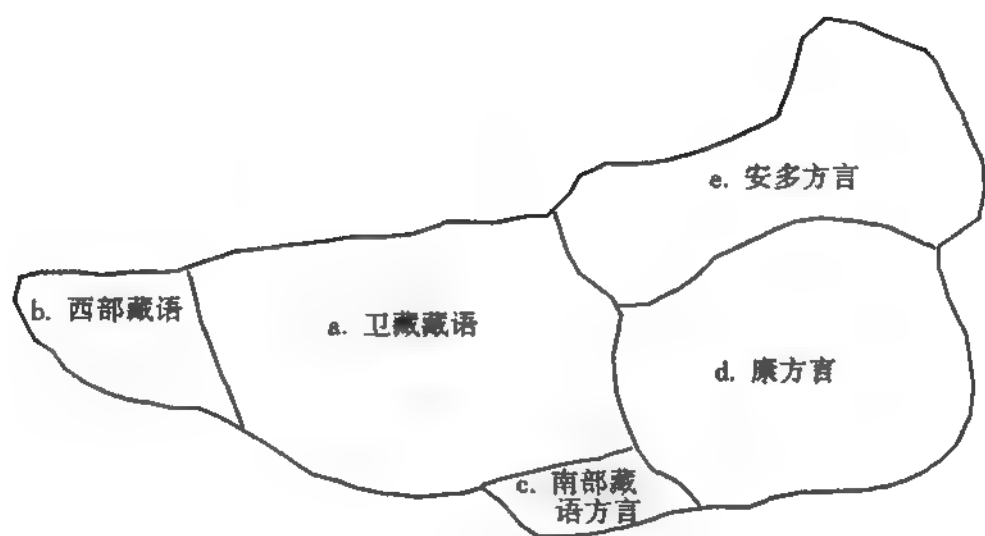 e. 安多方言
b. 西部藏语
a. 卫藏藏语
d. 康方言
c. 南部藏
语方言